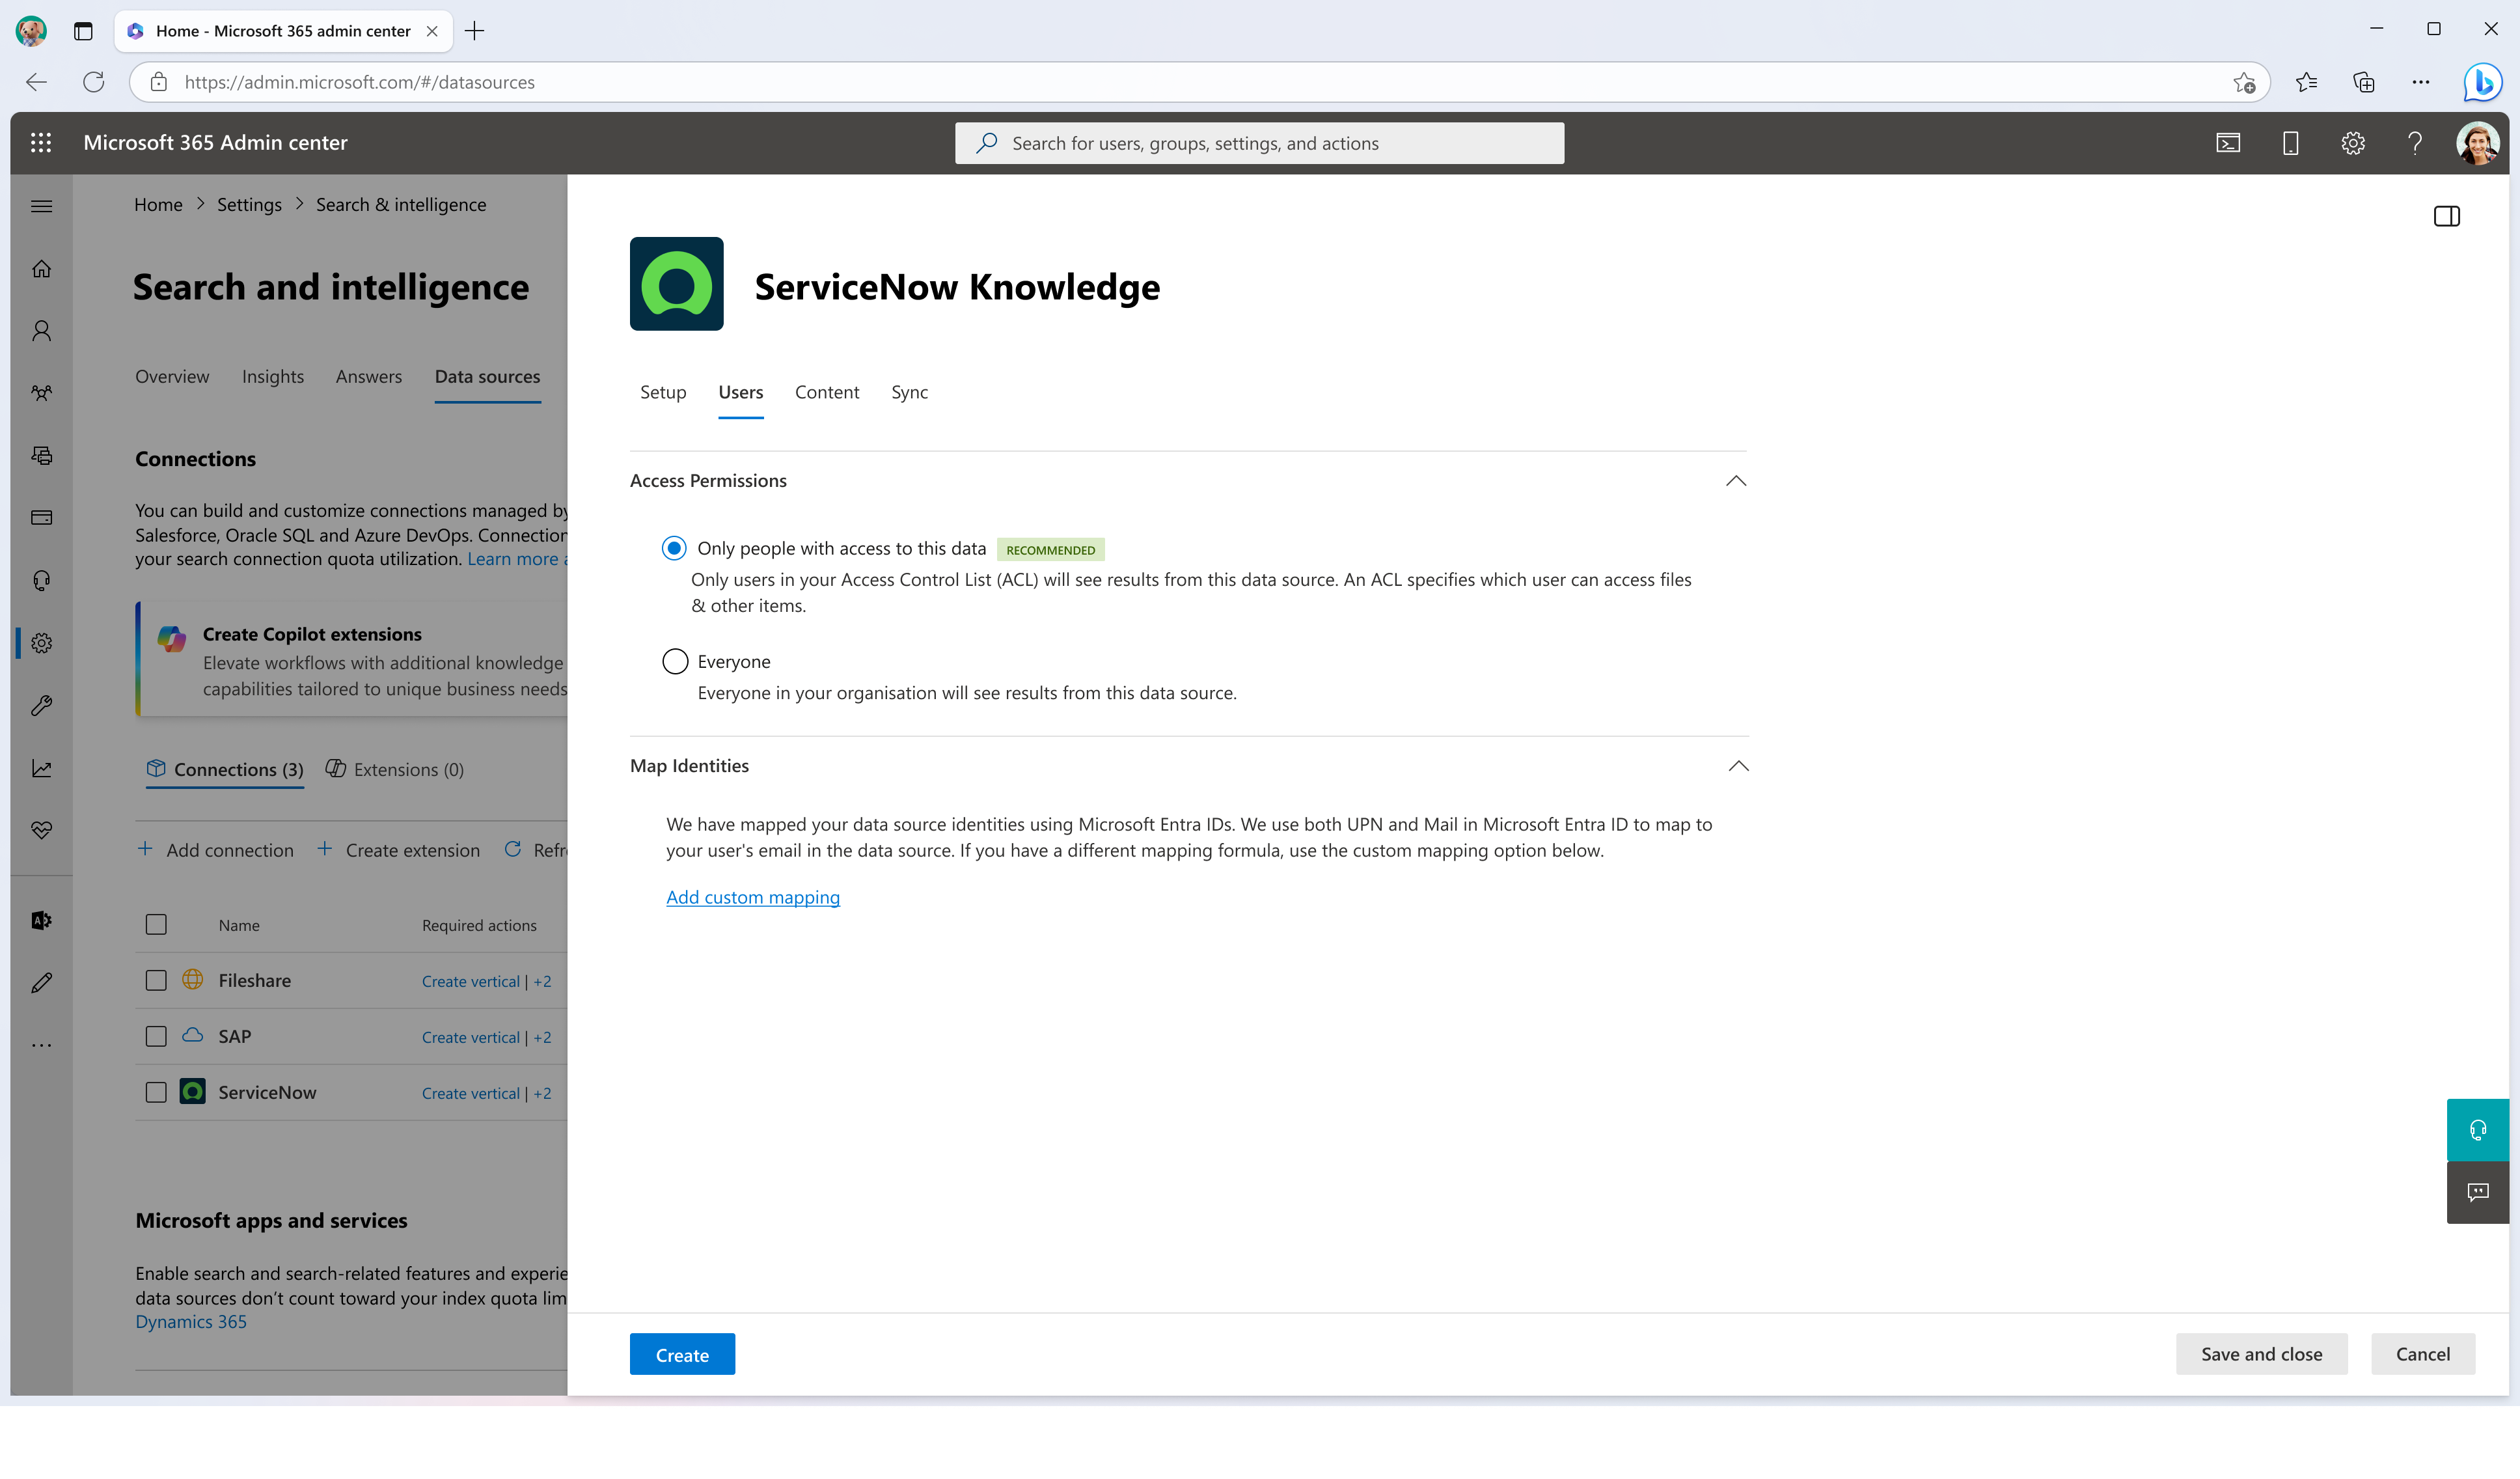 Home - Microsoft 365 admin center
https://admin.microsoft.com/#/datasources
Microsoft 365 Admin center
Search for users, groups, settings, and actions
Home > Settings > Search & intelligence
Search and intelligence
Overview Insights Answers Data sources
Connections
You can build and customize connections managed by
Salesforce, Oracle SQL and Azure DevOps. Connection
your search connection quota utilization. Learn more a
Create Copilot extensions
Elevate workflows with additional knowledge
capabilities tailored to unique business needs
Connections (3) Extensions (0)
+ Add connection + Create extension Refr
Name Required actions
Fileshare Create vertical | +2
SAP Create vertical | +2
ServiceNow Create vertical | +2
Microsoft apps and services
Enable search and search-related features and experie
data sources don’t count toward your index quota lim
Dynamics 365
ServiceNow Knowledge
Setup Users Content Sync
Access Permissions
Only people with access to this data RECOMMENDED
Only users in your Access Control List (ACL) will see results from this data source. An ACL specifies which user can access files
& other items.
Everyone
Everyone in your organisation will see results from this data source.
Map Identities
We have mapped your data source identities using Microsoft Entra IDs. We use both UPN and Mail in Microsoft Entra ID to map to
your user's email in the data source. If you have a different mapping formula, use the custom mapping option below.
Add custom mapping
Create Save and close Cancel